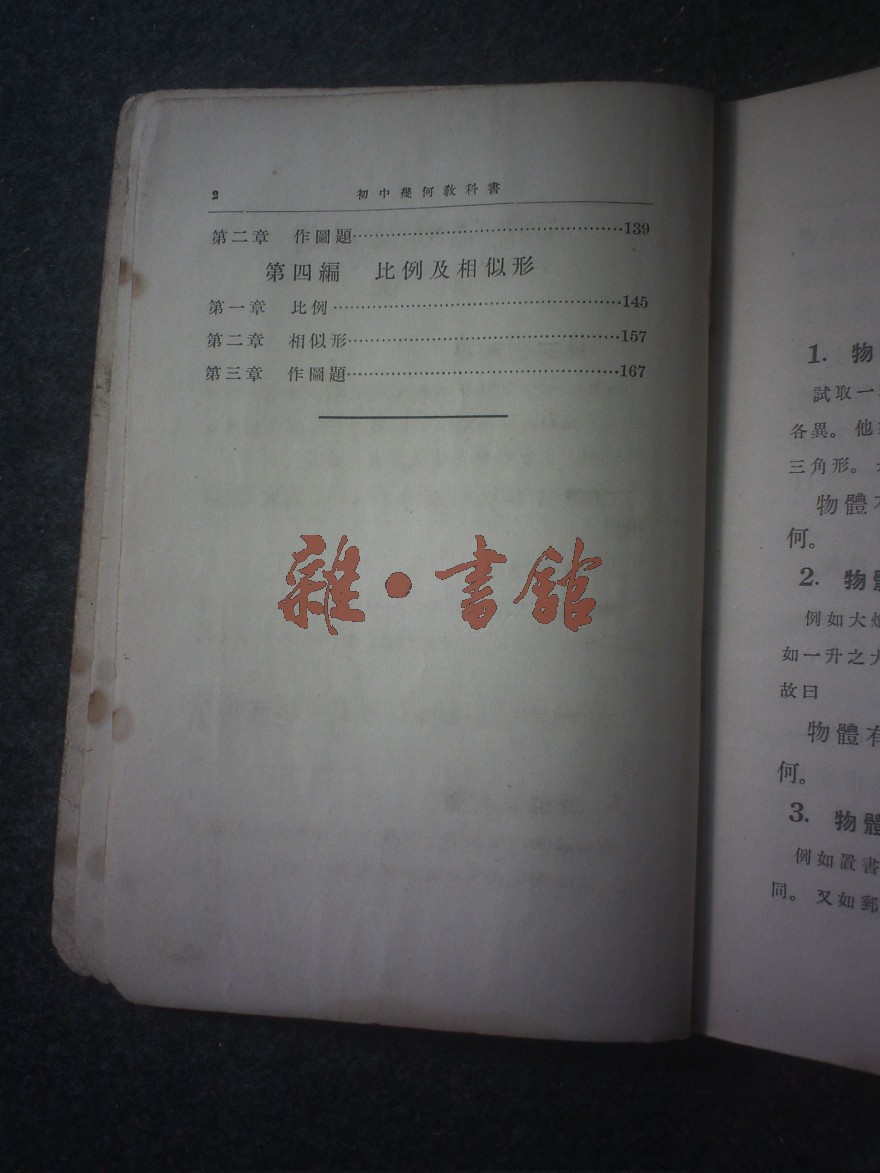 2 初中幾何教科書
第二章 作圖題……………………………………………139
第四編 比例及相似形
第一章 比例……………………………………………145
第二章 相似形……………………………………………157
第三章 作圖題……………………………………………167
雜·書館
1. 物
試取一
各異。他
三角形。
物體
何。
2. 物
例如大
如一升之
故曰
物體有
何。
3. 物體
例如置書
同。又如郵